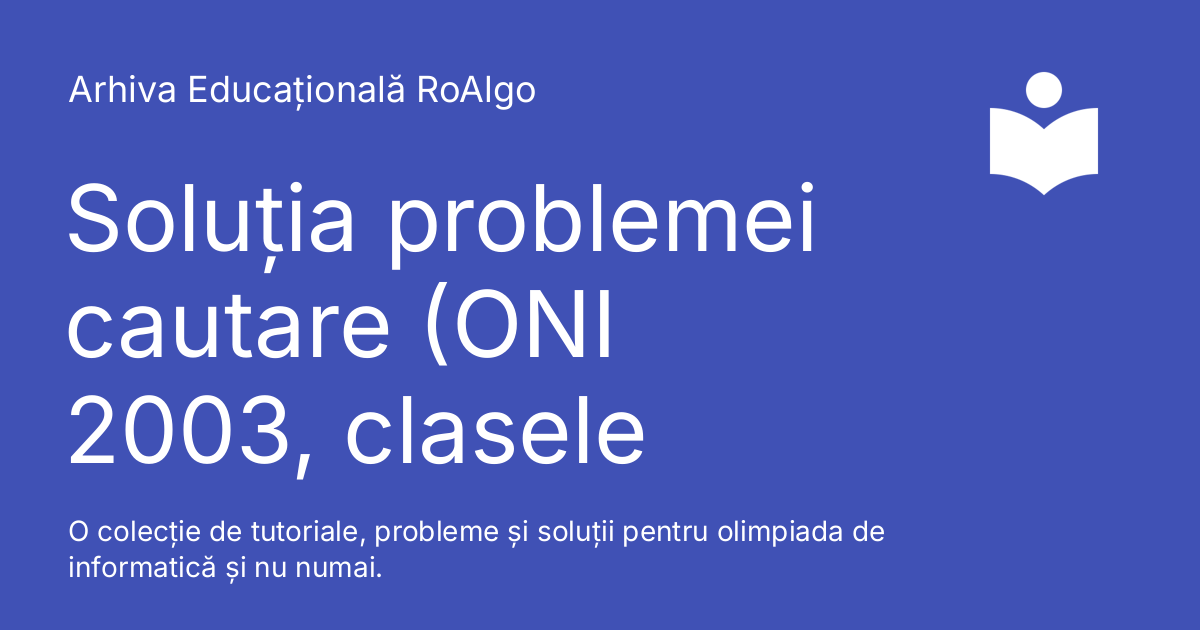 Arhiva Educațională RoAlgo
Soluția problemei
cautare (ONI
2003, clasele
O colecție de tutoriale, probleme și soluții pentru olimpiada de
informatică și nu numai.